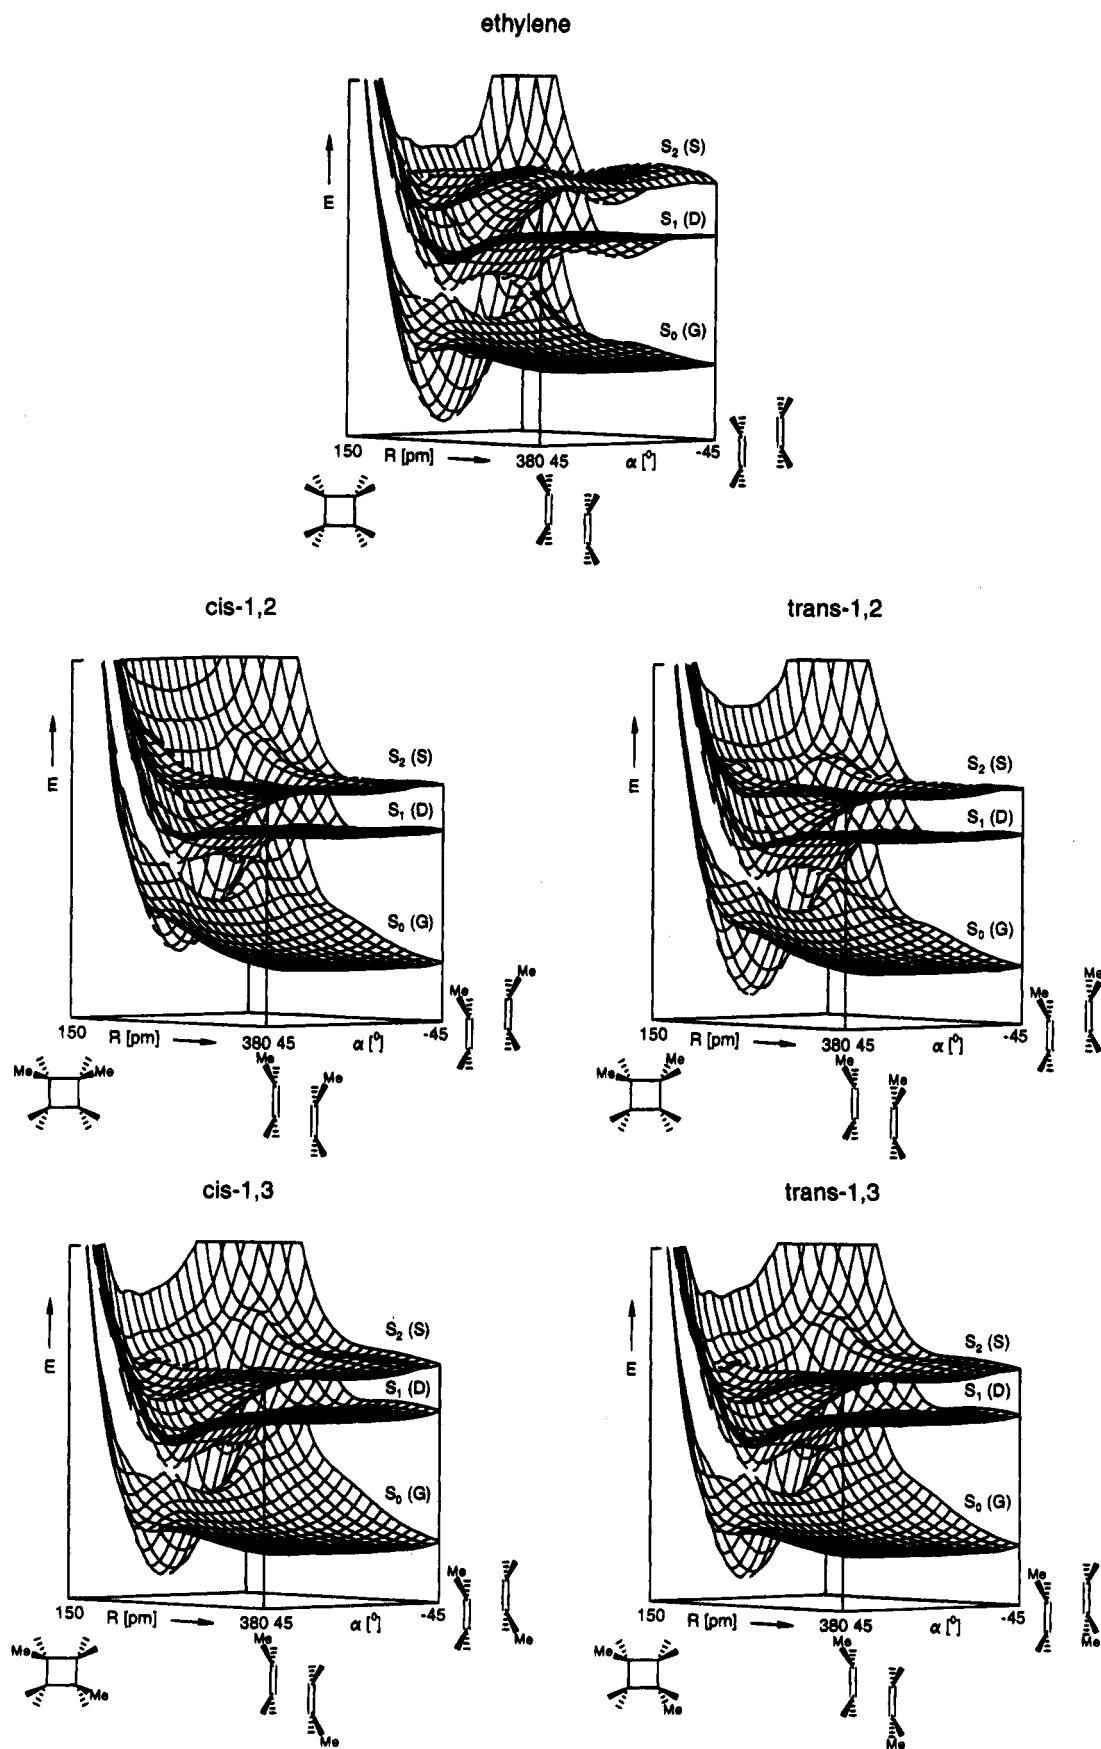 ethylene
S₂ (S)
E
S₁ (D)
S₀ (G)
150 R [pm] 380 45 α [°] -45
cis-1,2 trans-1,2
S₂ (S) S₂ (S)
E E
S₁ (D) S₁ (D)
S₀ (G) S₀ (G)
Me Me Me Me
150 R [pm] 380 45 α [°] -45 150 R [pm] 380 45 α [°] -45
Me Me Me Me Me Me
Me Me
cis-1,3 trans-1,3
S₂ (S) S₂ (S)
E E
S₁ (D) S₁ (D)
S₀ (G) S₀ (G)
Me Me
150 R [pm] 380 45 α [°] -45 Me 150 R [pm] 380 45 α [°] -45 Me
Me Me Me Me
Me Me
Me Me